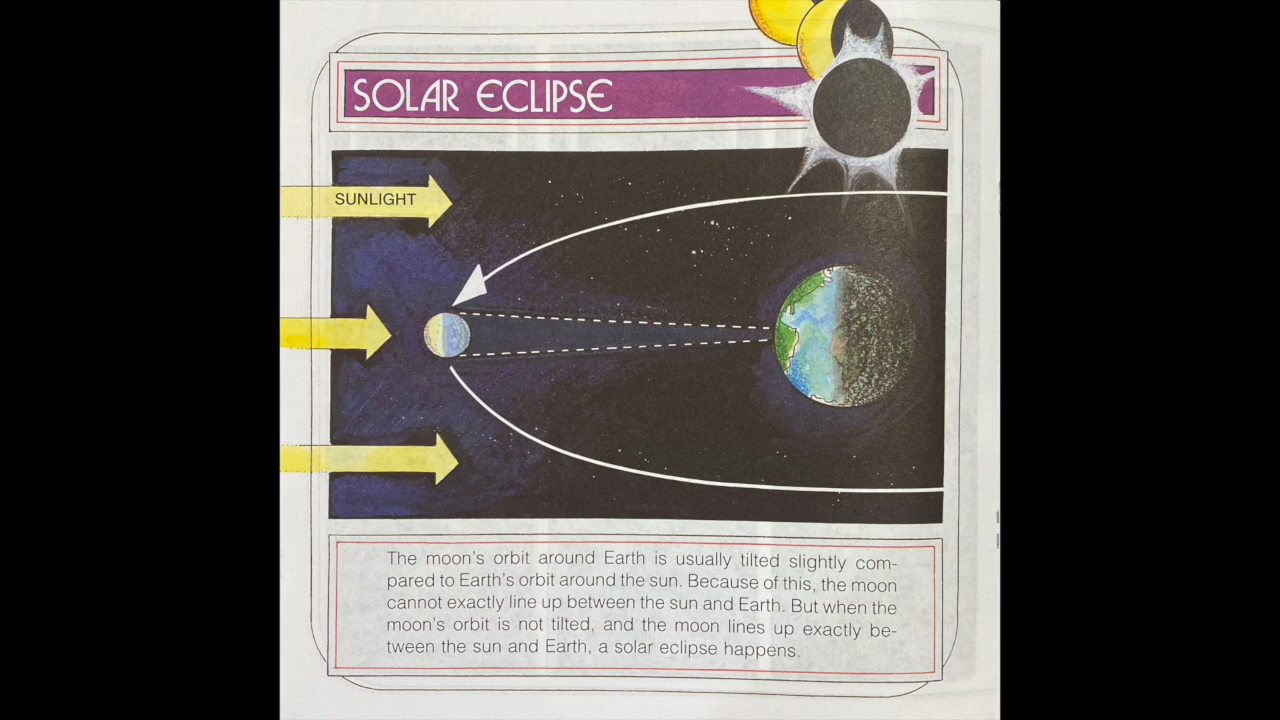 SOLAR ECLIPSE
SUNLIGHT
The moon's orbit around Earth is usually tilted slightly com-
pared to Earth's orbit around the sun. Because of this, the moon
cannot exactly line up between the sun and Earth. But when the
moon's orbit is not tilted, and the moon lines up exactly be-
tween the sun and Earth, a solar eclipse happens.